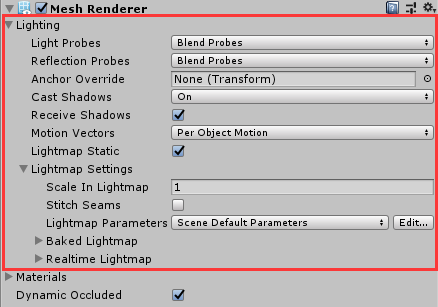 Mesh Renderer
Lighting
Light Probes Blend Probes
Reflection Probes Blend Probes
Anchor Override None (Transform)
Cast Shadows On
Receive Shadows
Motion Vectors Per Object Motion
Lightmap Static
Lightmap Settings
Scale In Lightmap 1
Stitch Seams
Lightmap Parameters Scene Default Parameters Edit...
Baked Lightmap
Realtime Lightmap
Materials
Dynamic Occluded